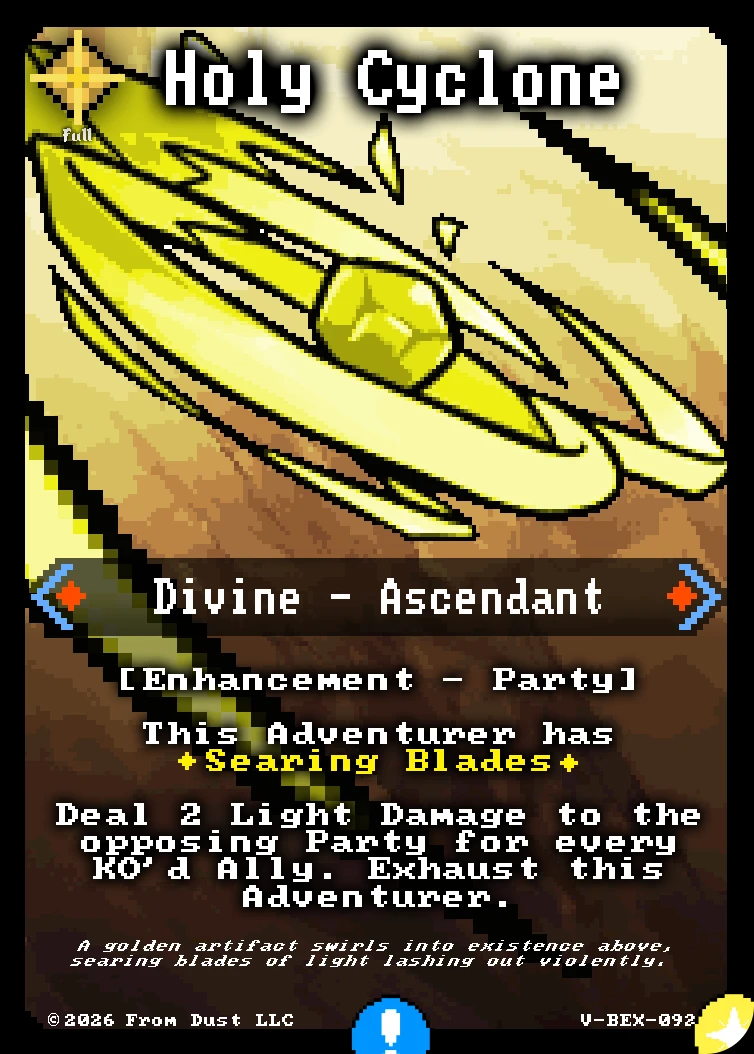 Holy Cyclone
Full
Divine - Ascendant
[Enhancement - Party]
This Adventurer has
✦Searing Blades✦
Deal 2 Light Damage to the
opposing Party for every
KO'd Ally. Exhaust this
Adventurer.
A golden artifact swirls into existence above,
searing blades of light lashing out violently.
©2026 From Dust LLC
V-BEX-092